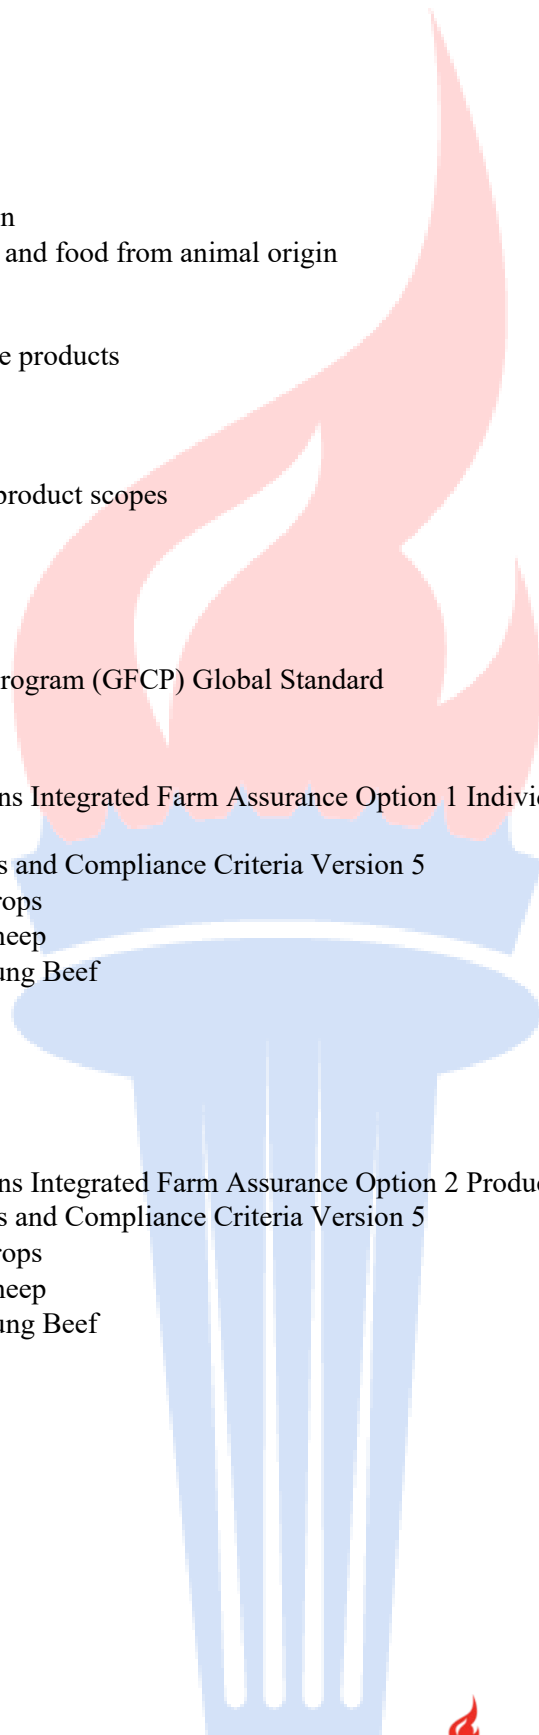 n
and food from animal origin
e products
product scopes
rogram (GFCP) Global Standard
ns Integrated Farm Assurance Option 1 Indivi
s and Compliance Criteria Version 5
rops
heep
ung Beef
ns Integrated Farm Assurance Option 2 Produ
s and Compliance Criteria Version 5
rops
heep
ung Beef